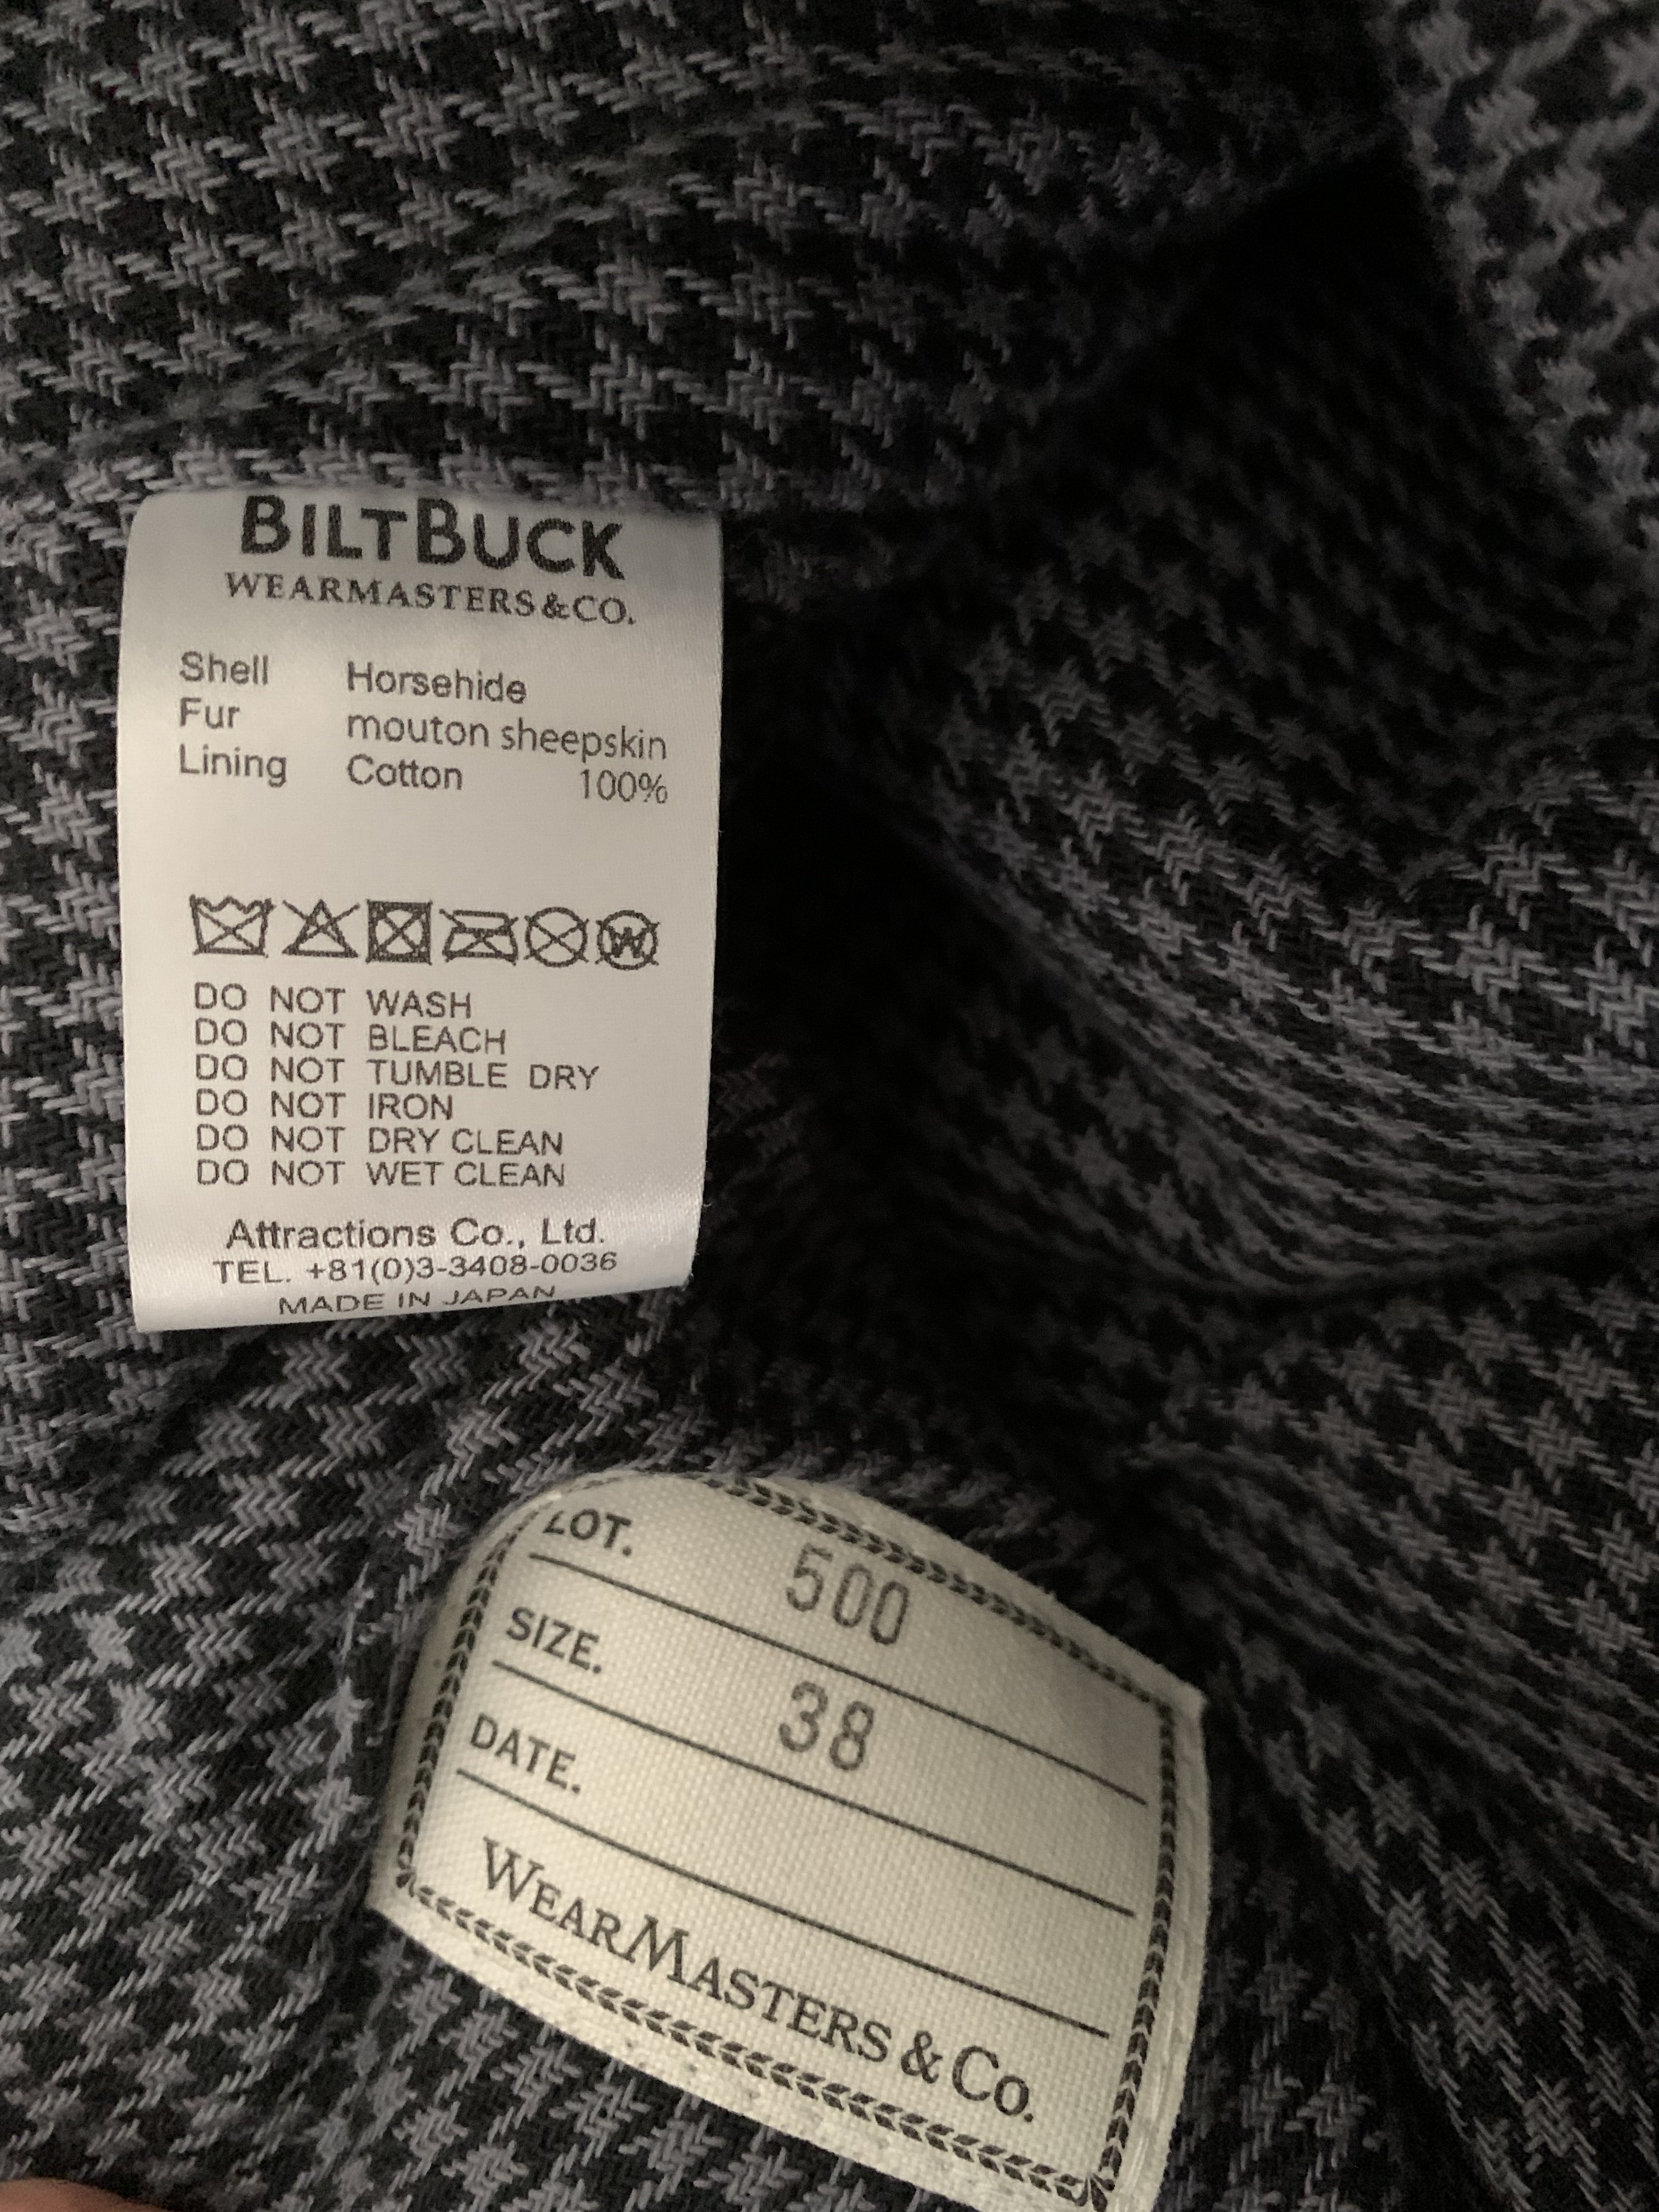 BILTBUCK
WEARMASTERS&CO.
Shell Horsehide
Fur mouton sheepskin
Lining Cotton 100%
W
DO NOT WASH
DO NOT BLEACH
DO NOT TUMBLE DRY
DO NOT IRON
DO NOT DRY CLEAN
DO NOT WET CLEAN
Attractions Co., Ltd.
TEL. +81(0)3-3408-0036
MADE IN JAPAN
LOT. 500
SIZE. 38
DATE.
WEARMASTERS & CO.